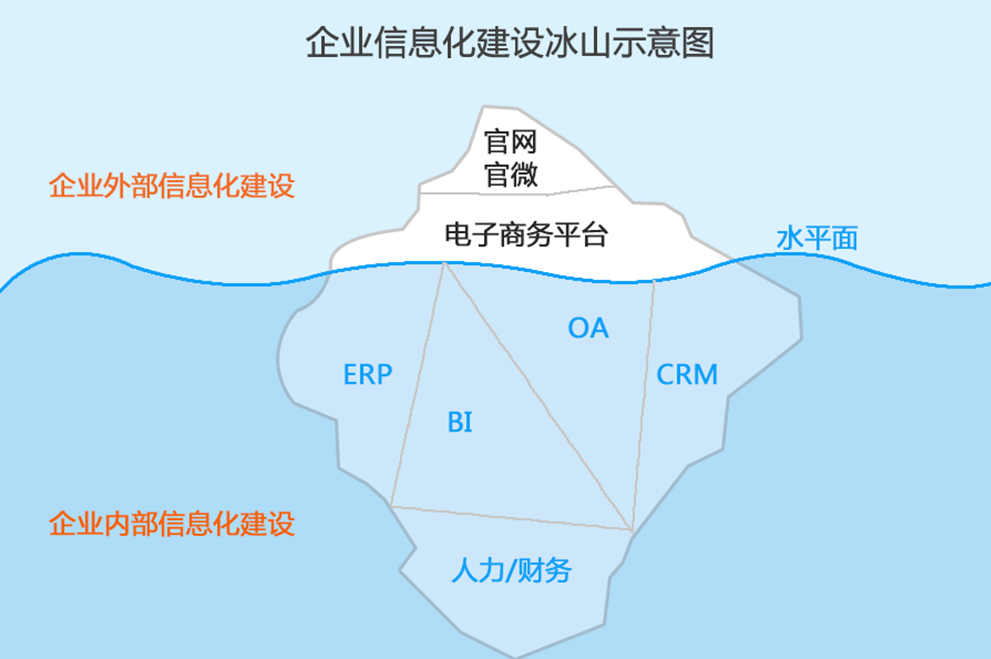 企业信息化建设冰山示意图
官网
官微
企业外部信息化建设
电子商务平台
水平面
OA
ERP
CRM
BI
企业内部信息化建设
人力/财务